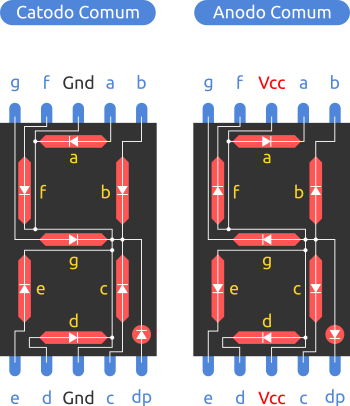 Catodo Comum
Anodo Comum
g f Gnd a b
g f Vcc a b
a
f b
g
e c
d
a
f b
g
e c
d
e d Gnd c dp
e d Vcc c dp